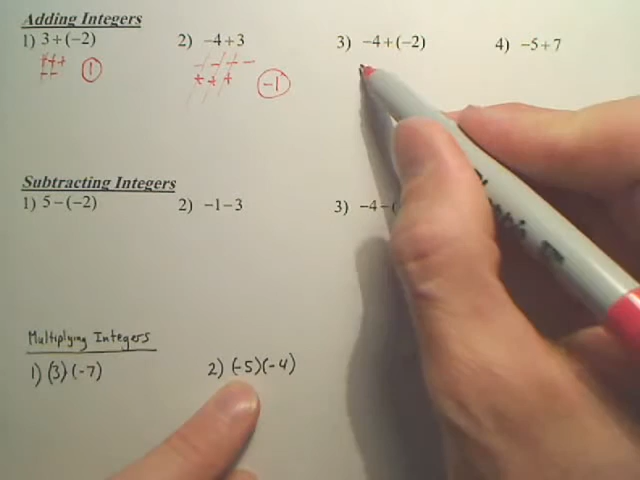 Adding Integers
1) 3+(−2) 2) −4+3 3) −4+(−2) 4) −5+7
+++ − − − −
−− + + +
1 −1
Subtracting Integers
1) 5−(−2) 2) −1−3 3) −4−(
Multiplying Integers
1) (3)(-7) 2) (-5)(-4)